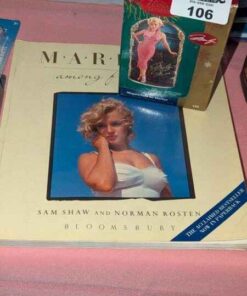 106
M·A·R
among f
SAM SHAW AND NORMAN ROSTEN
BLOOMSBURY
THE ACCLAIMED BESTSELLER
NOW IN PAPERBACK